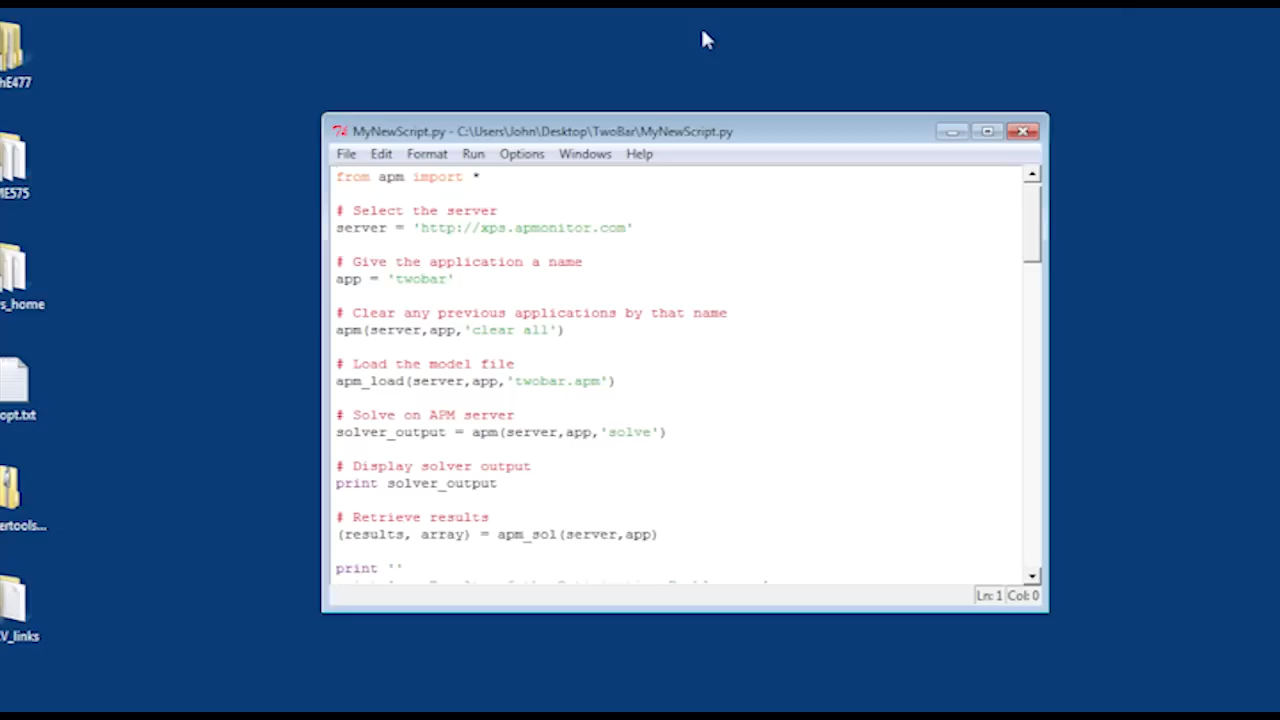 hE477
ME575
s_home
opt.txt
ertools...
V_links
MyNewScript.py - C:\Users\John\Desktop\TwoBar\MyNewScript.py
File Edit Format Run Options Windows Help
from apm import *
# Select the server
server = 'http://xps.apmonitor.com'
# Give the application a name
app = 'twobar'
# Clear any previous applications by that name
apm(server,app,'clear all')
# Load the model file
apm_load(server,app,'twobar.apm')
# Solve on APM server
solver_output = apm(server,app,'solve')
# Display solver output
print solver_output
# Retrieve results
(results, array) = apm_sol(server,app)
print ''
Ln: 1 Col: 0